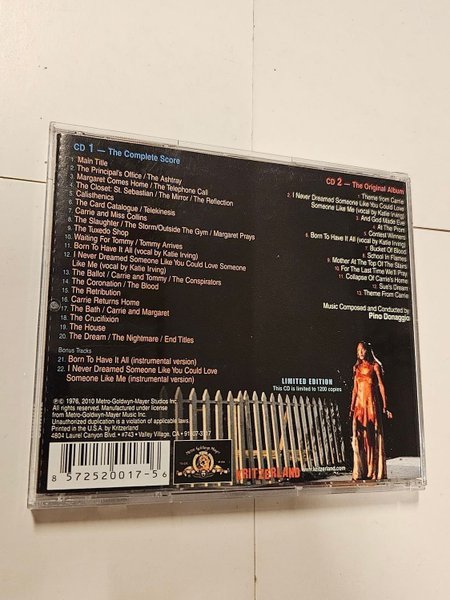 CD 1 — The Complete Score
1. Main Title
2. The Principal's Office / The Ashtray
3. Margaret Comes Home / The Telephone Call
4. The Closet: St. Sebastian / The Mirror / The Reflection
5. Calisthenics
6. The Card Catalogue / Telekinesis
7. Carrie and Miss Collins
8. The Slaughter / The Storm/Outside The Gym / Margaret Prays
9. The Tuxedo Shop
10. Waiting For Tommy / Tommy Arrives
11. Born To Have It All (vocal by Katie Irving)
12. I Never Dreamed Someone Like You Could Love Someone
Like Me (vocal by Katie Irving)
13. The Ballot / Carrie and Tommy / The Conspirators
14. The Coronation / The Blood
15. The Retribution
16. Carrie Returns Home
17. The Bath / Carrie and Margaret
18. The Crucifixion
19. The House
20. The Dream / The Nightmare / End Titles
Bonus Tracks
21. Born To Have It All (instrumental version)
22. I Never Dreamed Someone Like You Could Love
Someone Like Me (instrumental version)
CD 2 — The Original Album
1. Theme from Carrie
2. I Never Dreamed Someone Like You Could Love
Someone Like Me (vocal by Katie Irving)
3. And God Made Eve
4. At The Prom
5. Contest Winners
6. Born To Have It All (vocal by Katie Irving)
7. Bucket Of Blood
8. School In Flames
9. Mother At The Top Of The Stairs
10. For The Last Time We'll Pray
11. Collapse Of Carrie's Home
12. Sue's Dream
13. Theme From Carrie
Music Composed and Conducted by
Pino Donaggio
LIMITED EDITION
This CD is limited to 1200 copies
℗© 1976, 2010 Metro-Goldwyn-Mayer Studios Inc.
All rights reserved. Manufactured under license
from Metro-Goldwyn-Mayer Music Inc.
Unauthorized duplication is a violation of applicable laws.
Printed in the U.S.A. by Kritzerland
4804 Laurel Canyon Blvd. • #743 • Valley Village, CA
8 572520017-5 6
KRITZERLAND
www.kritzerland.com